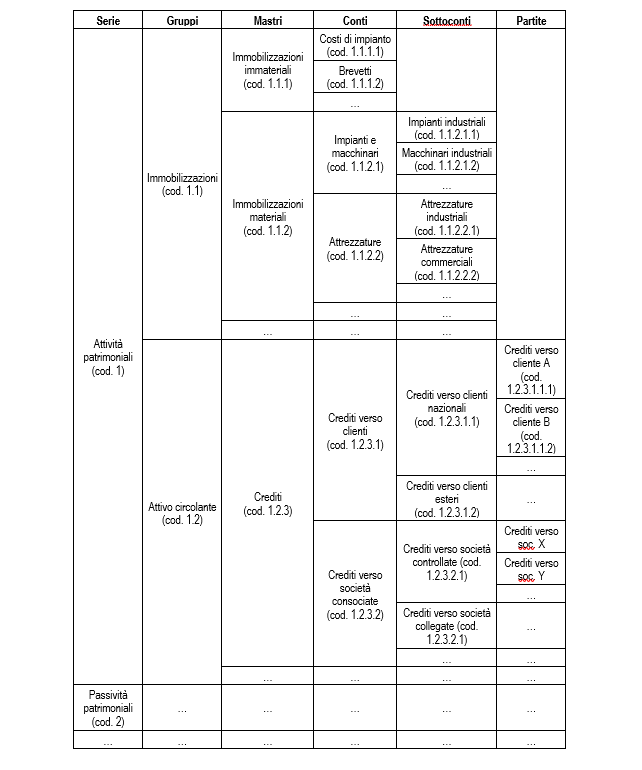 Serie Gruppi Mastri Conti Sottoconti Partite
Attività
patrimoniali
(cod. 1)
Immobilizzazioni
(cod. 1.1)
Immobilizzazioni
immateriali
(cod. 1.1.1)
Costi di impianto
(cod. 1.1.1.1)
Brevetti
(cod. 1.1.1.2)
...
Immobilizzazioni
materiali
(cod. 1.1.2)
Impianti e
macchinari
(cod. 1.1.2.1)
Impianti industriali
(cod. 1.1.2.1.1)
Macchinari industriali
(cod. 1.1.2.1.2)
...
Attrezzature
(cod. 1.1.2.2)
Attrezzature
industriali
(cod. 1.1.2.2.1)
Attrezzature
commerciali
(cod. 1.1.2.2.2)
...
... ...
... ... ...
Attivo circolante
(cod. 1.2)
Crediti
(cod. 1.2.3)
Crediti verso
clienti
(cod. 1.2.3.1)
Crediti verso clienti
nazionali
(cod. 1.2.3.1.1)
Crediti verso
cliente A
(cod.
1.2.3.1.1.1)
Crediti verso
cliente B
(cod.
1.2.3.1.1.2)
...
Crediti verso clienti
esteri
(cod. 1.2.3.1.2)
...
Crediti verso
società
consociate
(cod. 1.2.3.2)
Crediti verso società
controllate (cod.
1.2.3.2.1)
Crediti verso
soc. X
Crediti verso
soc. Y
...
Crediti verso società
collegate (cod.
1.2.3.2.1)
...
... ...
... ... ... ...
Passività
patrimoniali
(cod. 2)
... ... ... ... ...
... ... ... ... ... ...